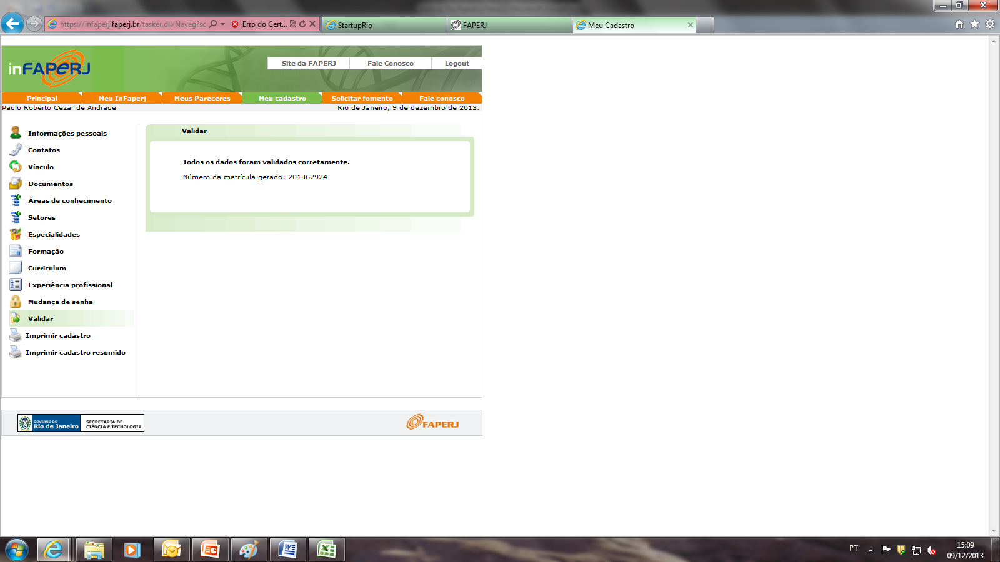 https://infaperj.faperj.br/tasker.dll/Naveg?sc
Erro do Cert...
StartupRio
FAPERJ
Meu Cadastro
inFAPERJ
Site da FAPERJ
Fale Conosco
Logout
Principal
Meu InFaperj
Meus Pareceres
Meu cadastro
Solicitar fomento
Fale conosco
Paulo Roberto Cezar de Andrade
Rio de Janeiro, 9 de dezembro de 2013.
Informações pessoais
Contatos
Vínculo
Documentos
Áreas de conhecimento
Setores
Especialidades
Formação
Curriculum
Experiência profissional
Mudança de senha
Validar
Imprimir cadastro
Imprimir cadastro resumido
Validar
Todos os dados foram validados corretamente.
Número da matrícula gerado: 201362924
GOVERNO DO
Rio de Janeiro
SECRETARIA DE
CIÊNCIA E TECNOLOGIA
FAPERJ
PT
15:09
09/12/2013